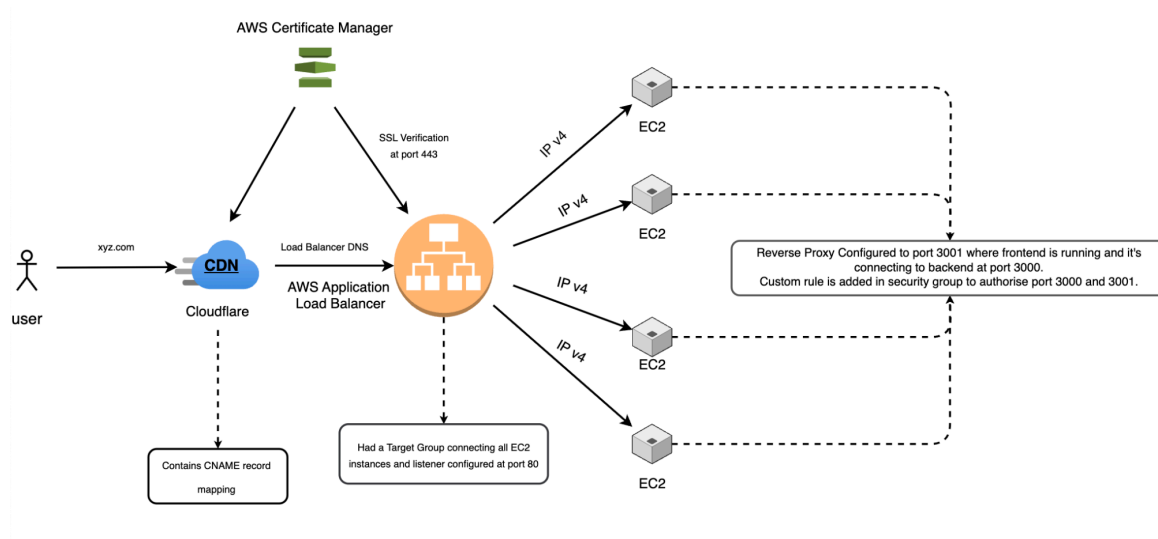 AWS Certificate Manager
SSL Verification
at port 443
xyz.com
CDN
Load Balancer DNS
AWS Application
Load Balancer
user
Cloudflare
IP v4
IP v4
IP v4
IP v4
EC2
EC2
EC2
EC2
Reverse Proxy Configured to port 3001 where frontend is running and it's
connecting to backend at port 3000.
Custom rule is added in security group to authorise port 3000 and 3001.
Contains CNAME record
mapping
Had a Target Group connecting all EC2
instances and listener configured at port 80